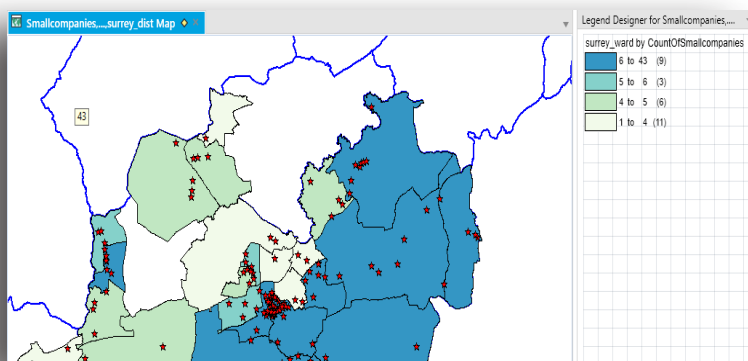 Smallcompanies,...,surrey_dist Map
Legend Designer for Smallcompanies,....
surrey_ward by CountOfSmallcompanies
6 to 43 (9)
5 to 6 (3)
4 to 5 (6)
1 to 4 (11)
43